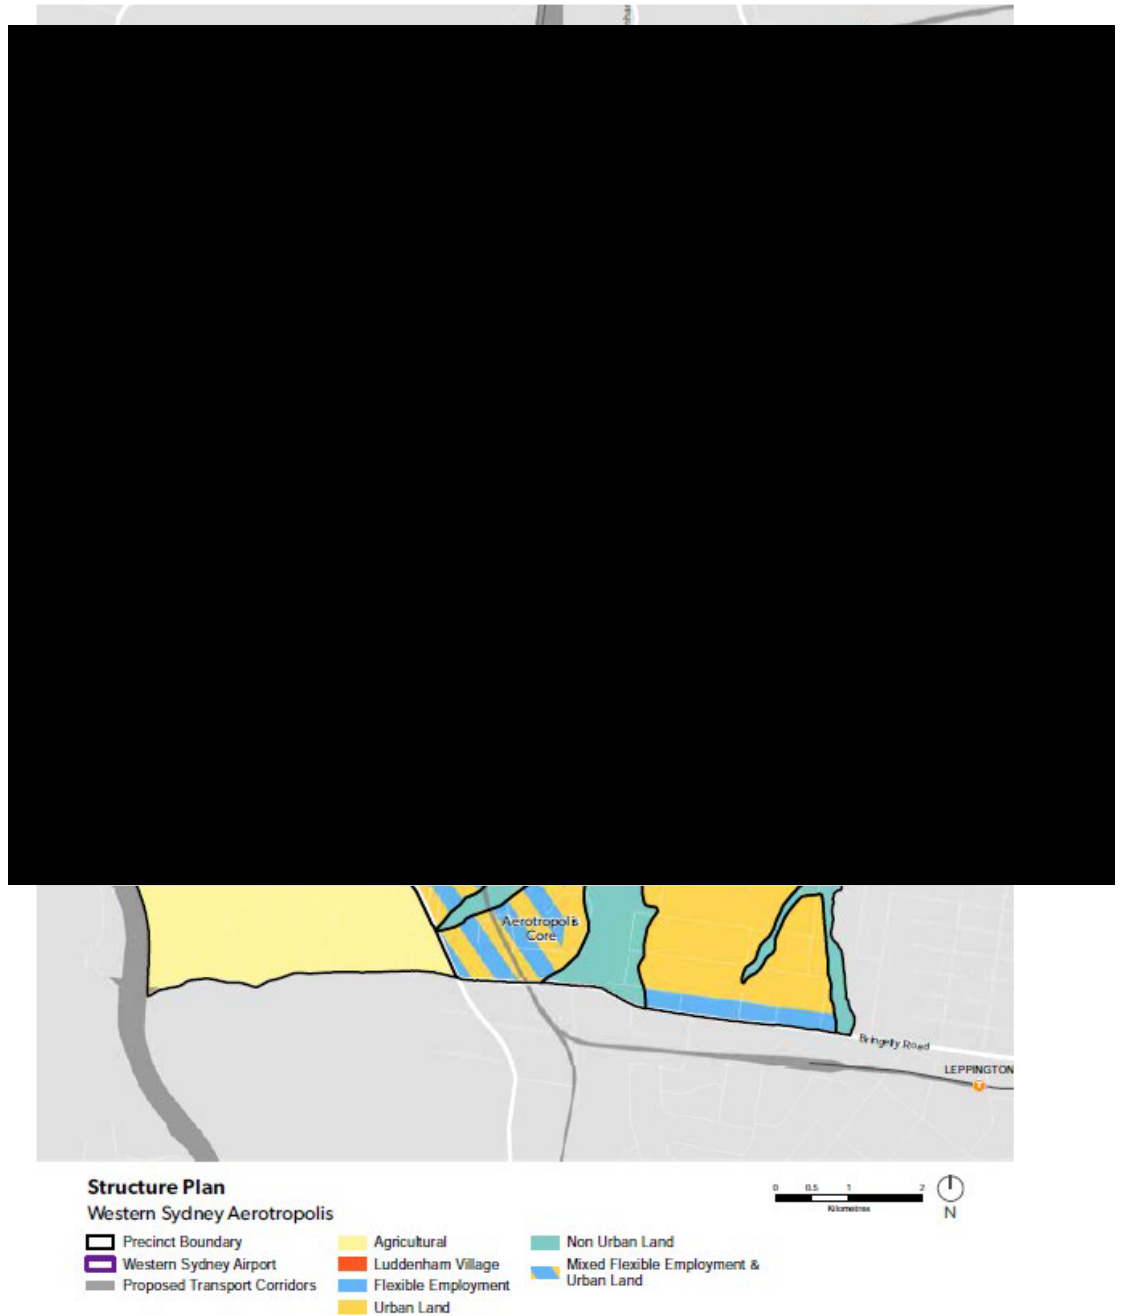 Aerotropolis
Core
Bringelly Road
LEPPINGTON
T
Structure Plan
Western Sydney Aerotropolis
0 0.5 1 2
Kilometres
N
Precinct Boundary
Western Sydney Airport
Proposed Transport Corridors
Agricultural
Luddenham Village
Flexible Employment
Urban Land
Non Urban Land
Mixed Flexible Employment &
Urban Land